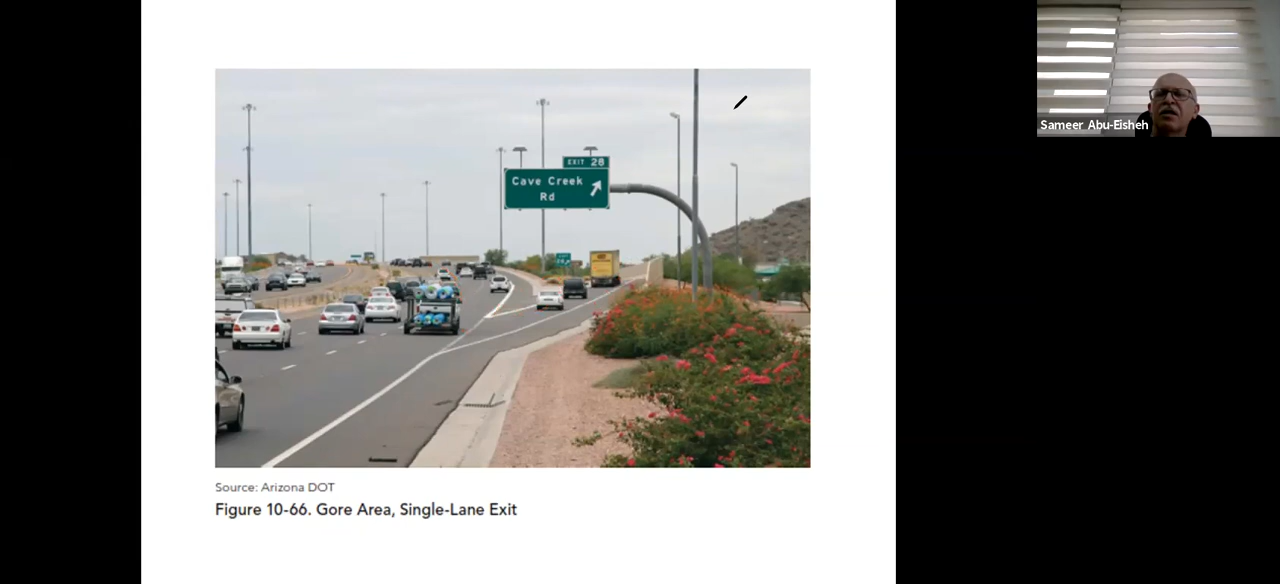 EXIT 28
Cave Creek
Rd
Source: Arizona DOT
Figure 10-66. Gore Area, Single-Lane Exit
Sameer Abu-Eisheh